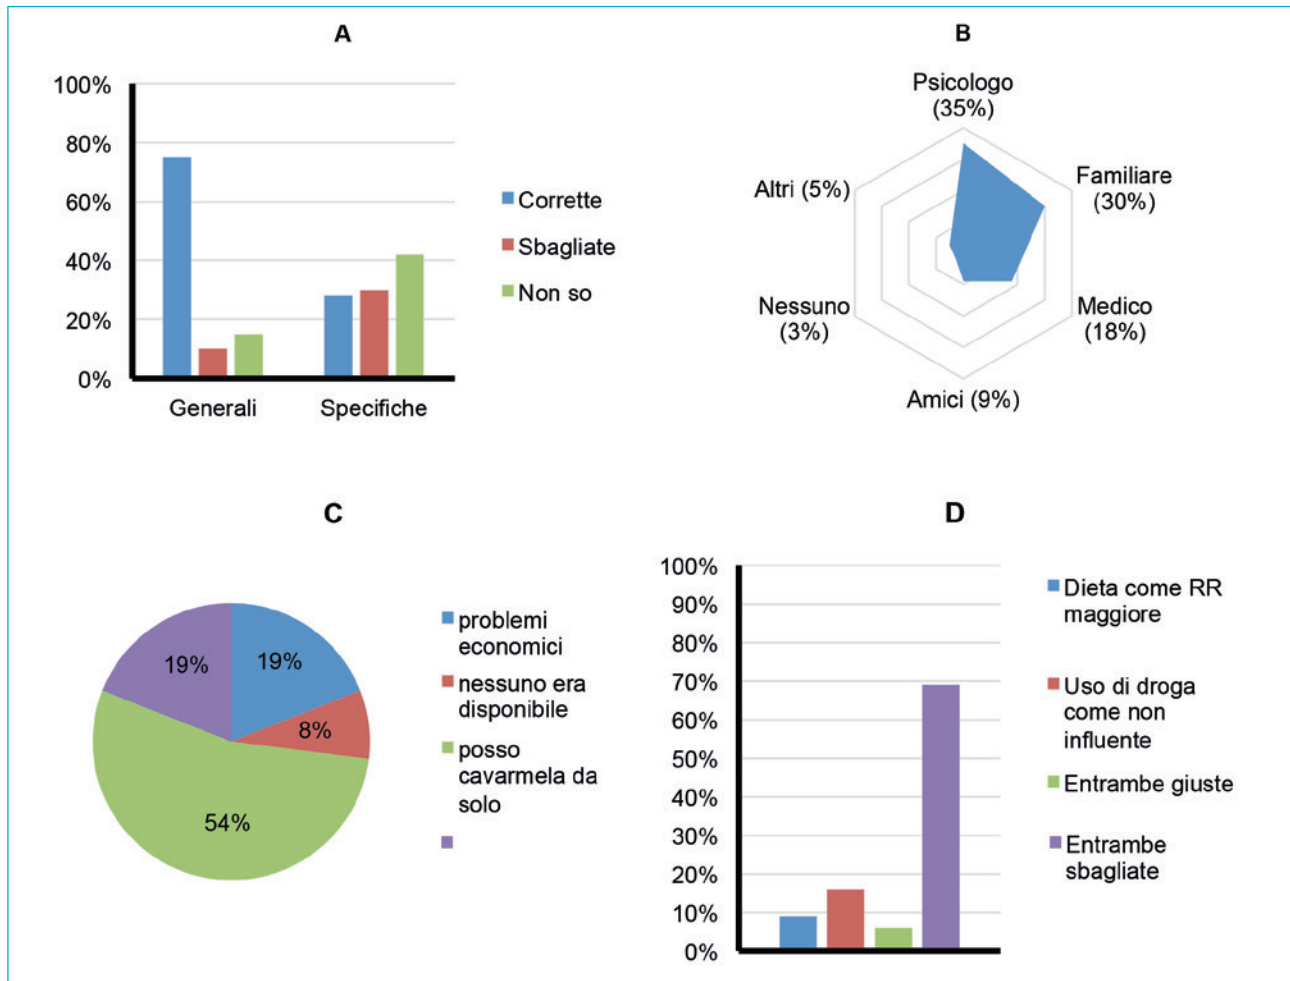 A
100%
80%
60%
40%
20%
0%
Generali
Specifiche
Corrette
Sbagliate
Non so
B
Psicologo
(35%)
Familiare
(30%)
Medico
(18%)
Amici (9%)
Nessuno
(3%)
Altri (5%)
C
19%
19%
8%
54%
problemi
economici
nessuno era
disponibile
posso
cavarmela da
solo
D
100%
90%
80%
70%
60%
50%
40%
30%
20%
10%
0%
Dieta come RR
maggiore
Uso di droga
come non
influente
Entrambe giuste
Entrambe
sbagliate